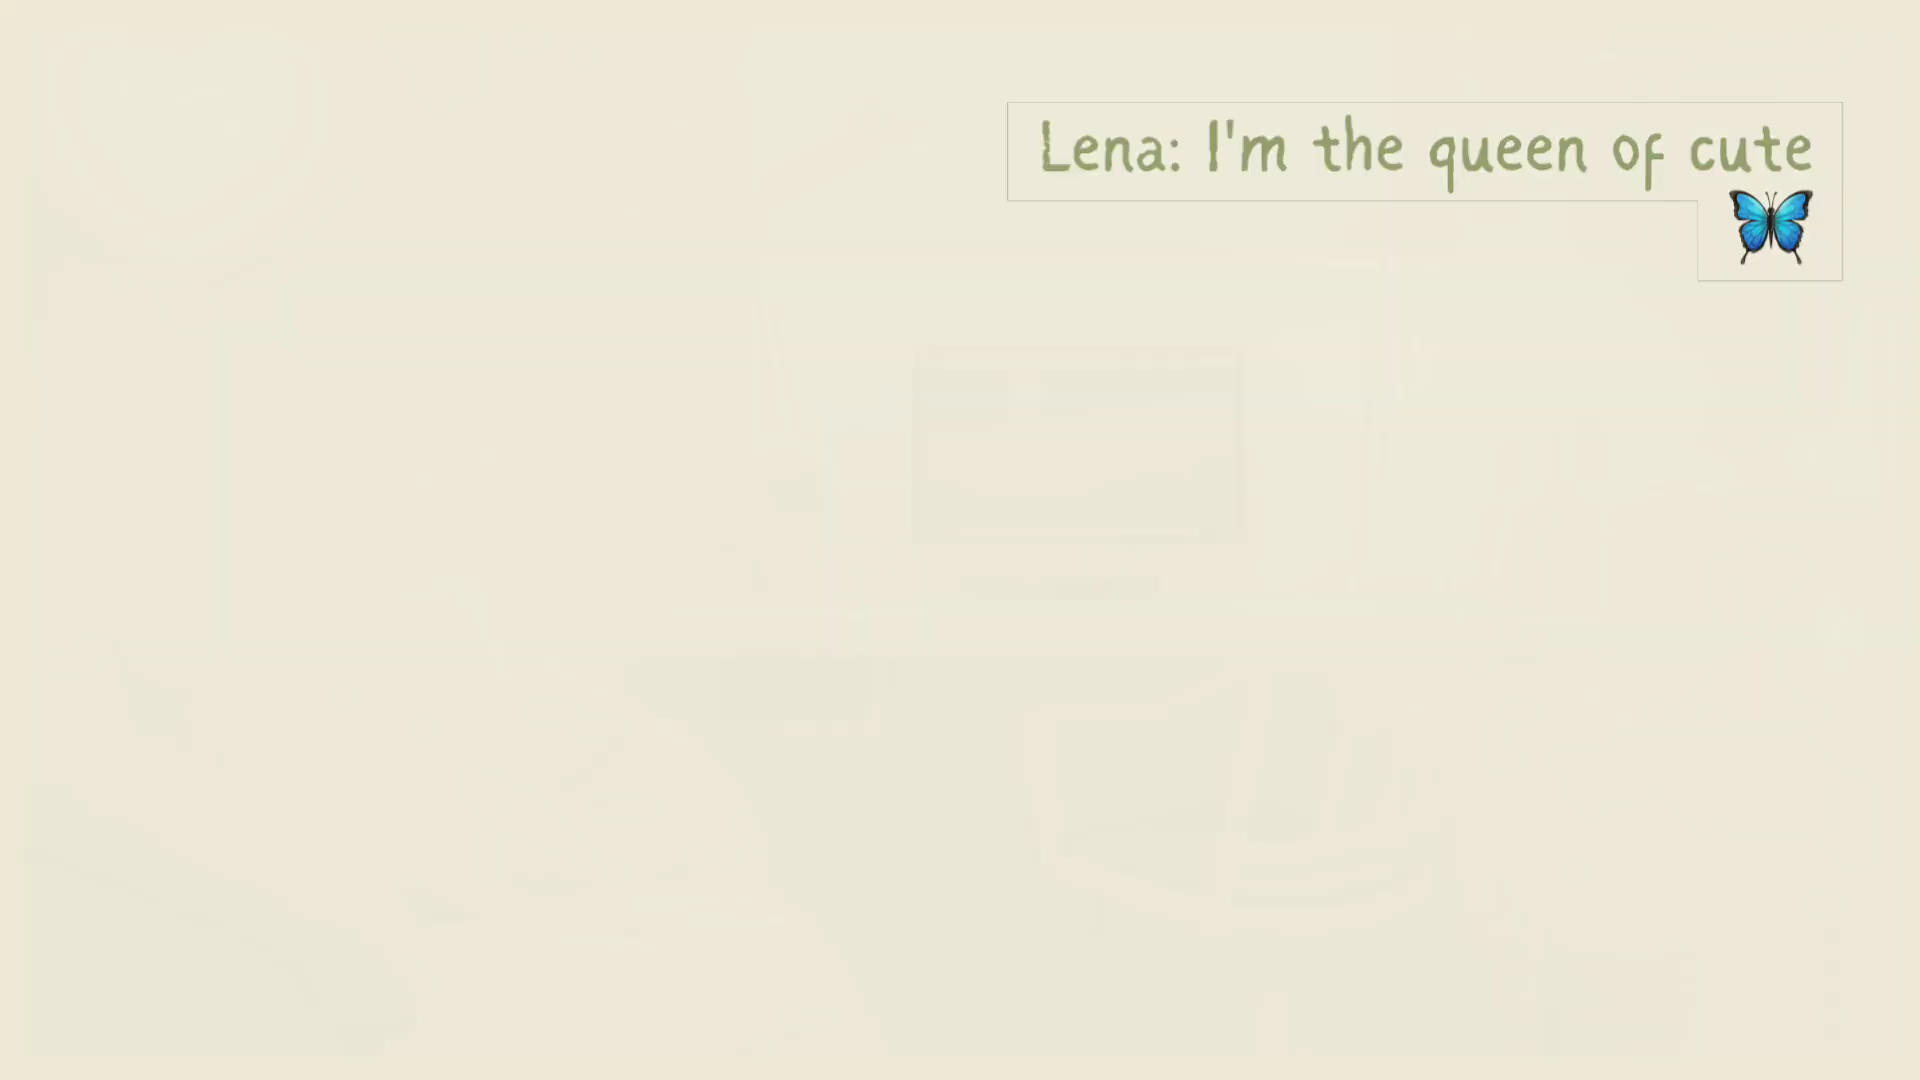 Lena: I'm the queen of cute
🦋